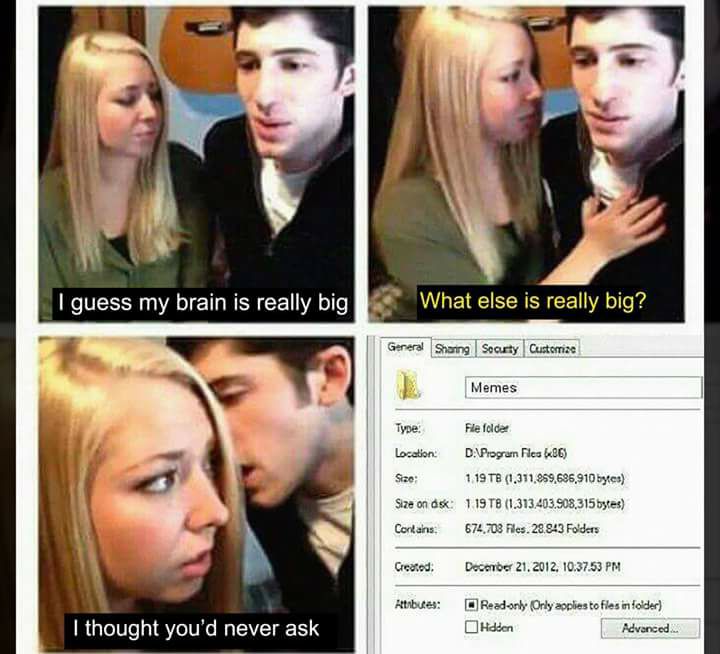 I guess my brain is really big
What else is really big?
I thought you'd never ask
General Sharing Security Customize
Memes
Type: File folder
Location: D:\Program Files (x86)
Size: 1.19 TB (1,311,869,686,910 bytes)
Size on disk: 1.19 TB (1,313,403,908,315 bytes)
Contains: 674,708 Files, 28,843 Folders
Created: December 21, 2012, 10:37:53 PM
Attributes: Read-only (Only applies to files in folder)
Hidden Advanced...